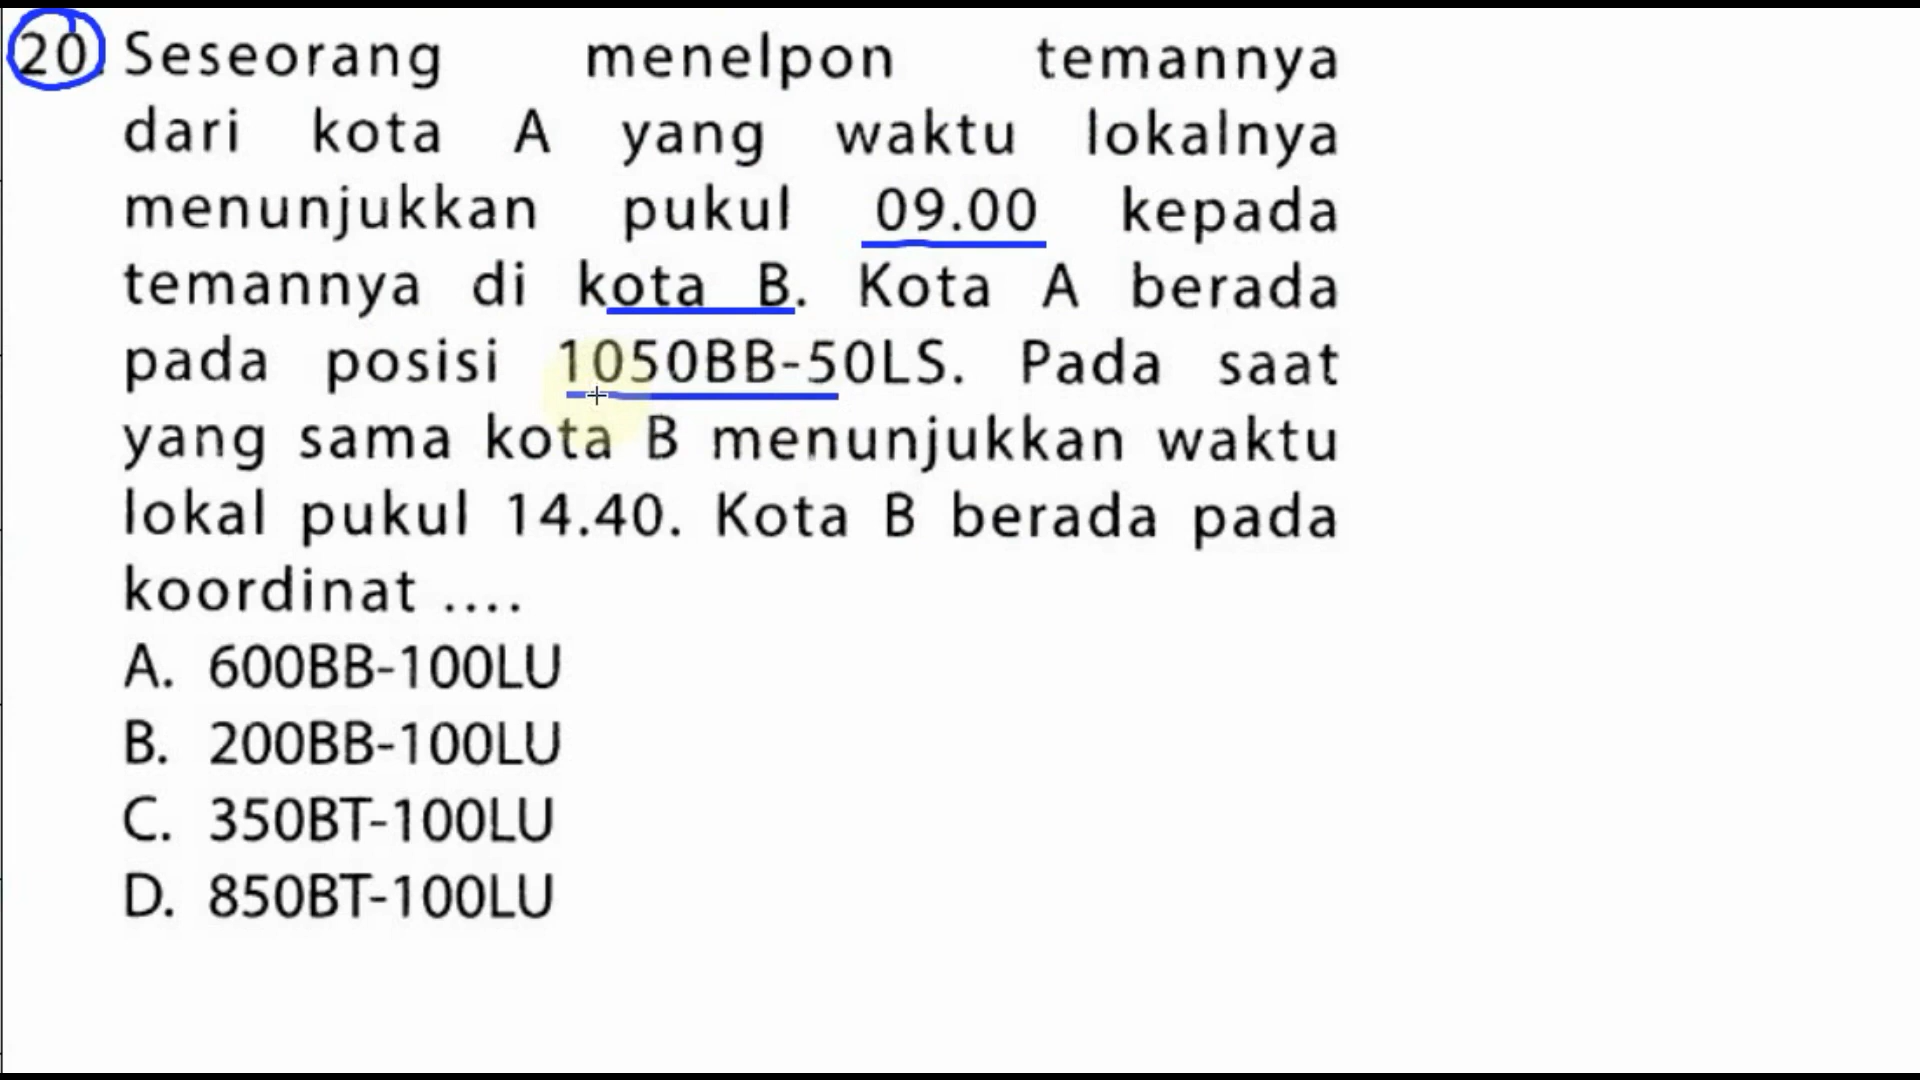 20. Seseorang menelpon temannya
dari kota A yang waktu lokalnya
menunjukkan pukul 09.00 kepada
temannya di kota B. Kota A berada
pada posisi 1050BB-50LS. Pada saat
yang sama kota B menunjukkan waktu
lokal pukul 14.40. Kota B berada pada
koordinat ....
A. 600BB-100LU
B. 200BB-100LU
C. 350BT-100LU
D. 850BT-100LU